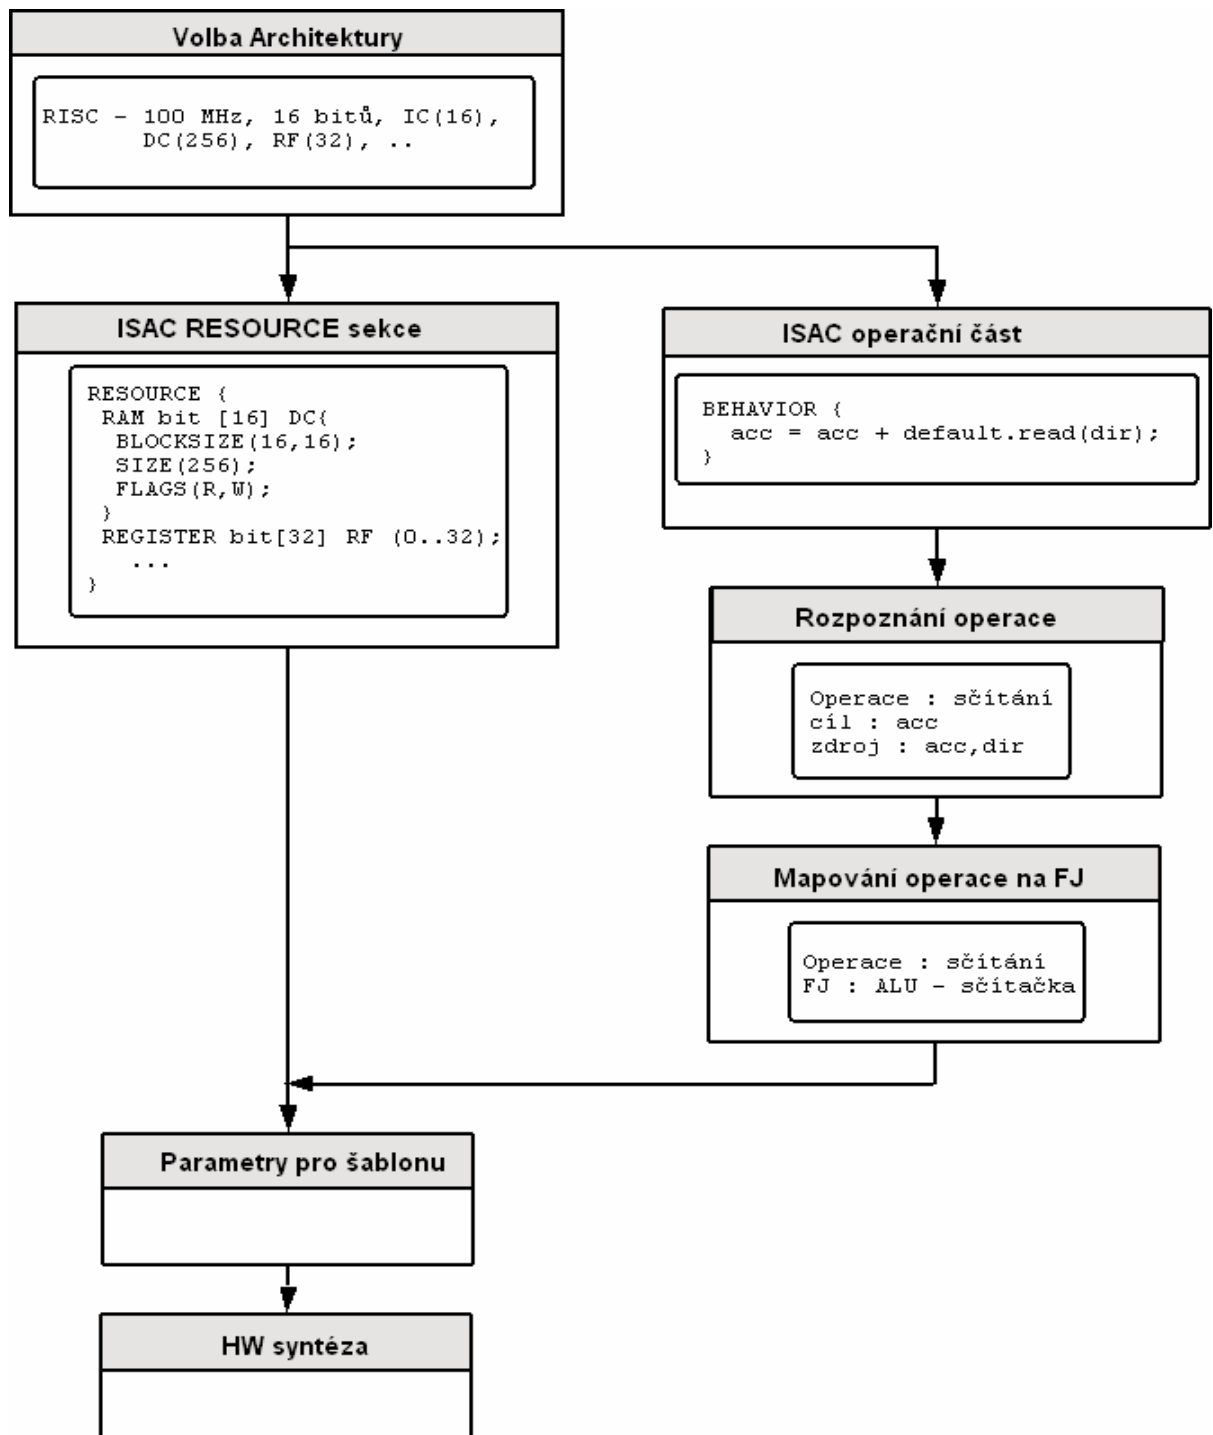 Volba Architektury
RISC – 100 MHz, 16 bitů, IC(16),
DC(256), RF(32), ..
ISAC RESOURCE sekce
RESOURCE {
RAM bit [16] DC{
BLOCKSIZE(16,16);
SIZE(256);
FLAGS(R,W);
}
REGISTER bit[32] RF (0..32);
...
}
ISAC operační část
BEHAVIOR {
acc = acc + default.read(dir);
}
Rozpoznání operace
Operace : sčítání
cíl : acc
zdroj : acc,dir
Mapování operace na FJ
Operace : sčítání
FJ : ALU – sčítačka
Parametry pro šablonu
HW syntéza